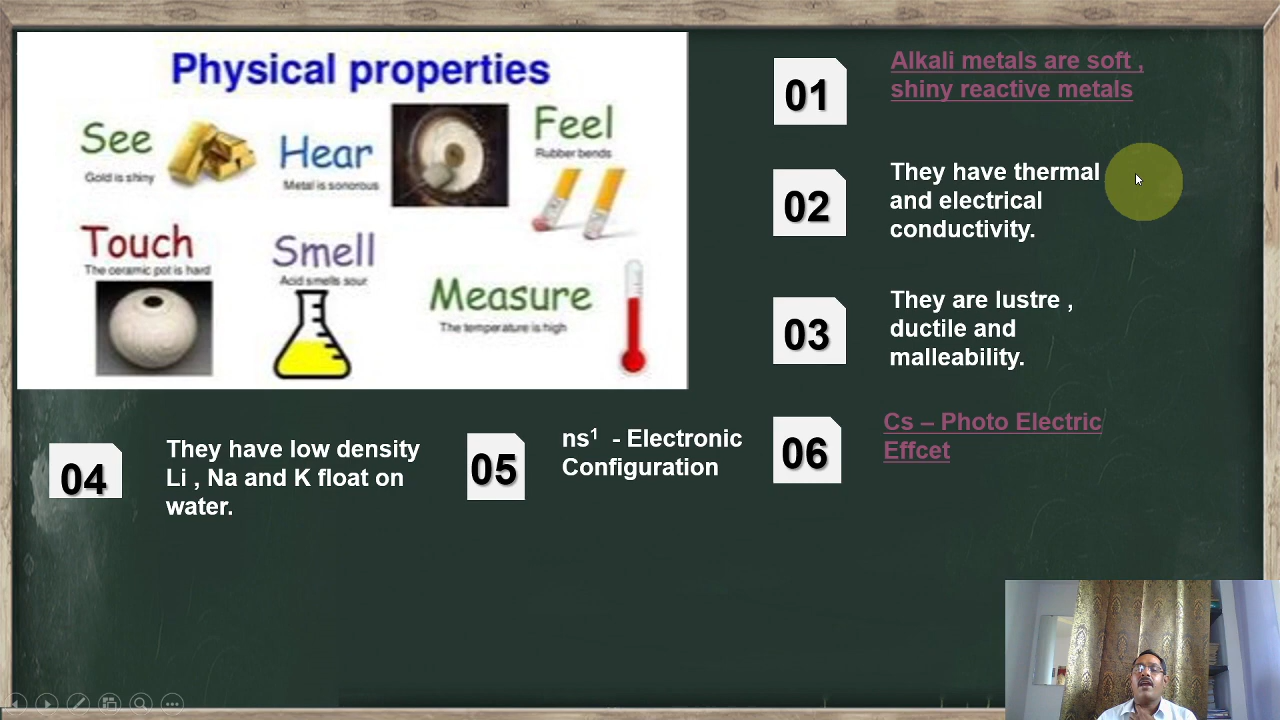 Physical properties
See
Gold is shiny
Hear
Metal is sonorous
Feel
Rubber bends
Touch
The ceramic pot is hard
Smell
Acid smells sour
Measure
The temperature is high
01
Alkali metals are soft ,
shiny reactive metals
02
They have thermal
and electrical
conductivity.
03
They are lustre ,
ductile and
malleability.
04
They have low density
Li , Na and K float on
water.
05
ns¹ - Electronic
Configuration
06
Cs – Photo Electric
Effcet